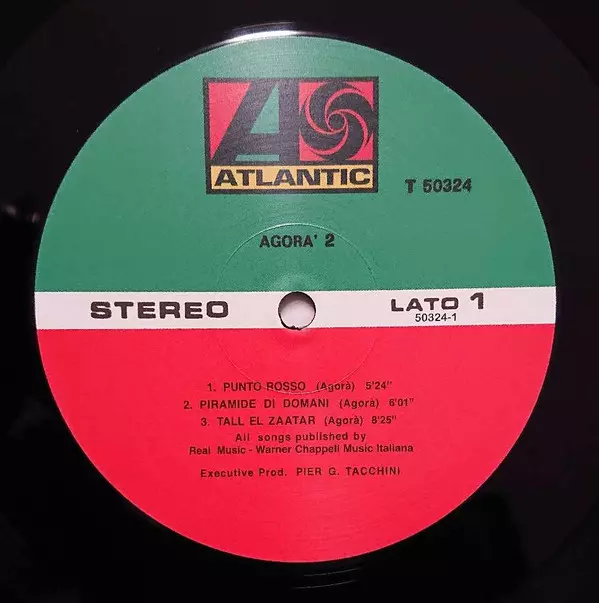 ATLANTIC
T 50324
AGORA' 2
STEREO
LATO 1
50324-1
1. PUNTO ROSSO (Agorà) 5'24"
2. PIRAMIDE DI DOMANI (Agorà) 6'01"
3. TALL EL ZAATAR (Agorà) 8'25"
All songs published by
Real Music - Warner Chappell Music Italiana
Executive Prod. PIER G. TACCHINI